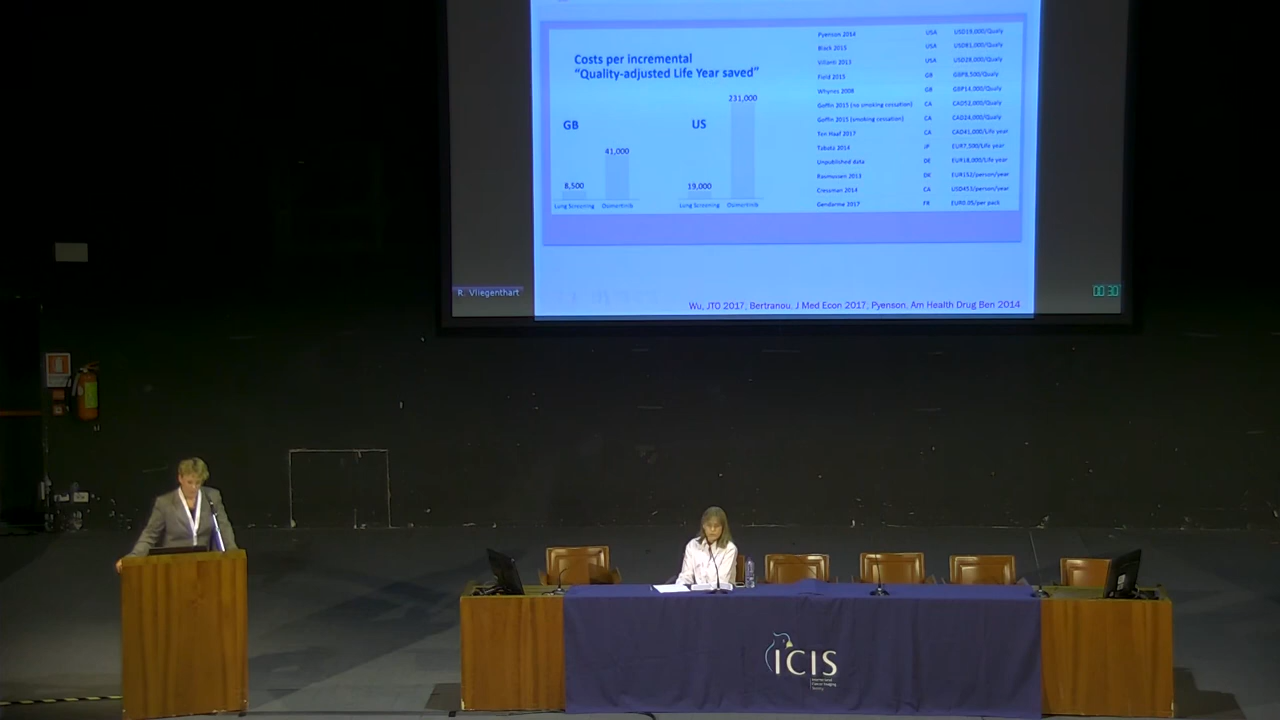 Costs per incremental
"Quality-adjusted Life Year saved"
GB
US
8,500
41,000
19,000
231,000
Lung Screening
Osimertinib
Lung Screening
Osimertinib
Pyenson 2014 USA USD19,000/Qualy
Black 2015 USA USD81,000/Qualy
Villanti 2013 USA USD28,000/Qualy
Field 2015 GB GBP8,500/Qualy
Whynes 2008 GB GBP14,000/Qualy
Goffin 2015 (no smoking cessation) CA CAD52,000/Qualy
Goffin 2015 (smoking cessation) CA CAD24,000/Qualy
Ten Haaf 2017 CA CAD41,000/Life year
Tabata 2014 JP EUR7,500/Life year
Unpublished data DE EUR18,000/Life year
Rasmussen 2013 DK EUR152/person/year
Cressman 2014 CA USD453/person/year
Gendarme 2017 FR EUR0.05/per pack
R. Vliegenthart
00:30
Wu, JTO 2017, Bertranou, J Med Econ 2017, Pyenson, Am Health Drug Ben 2014
ICIS
International
Cancer Imaging
Society